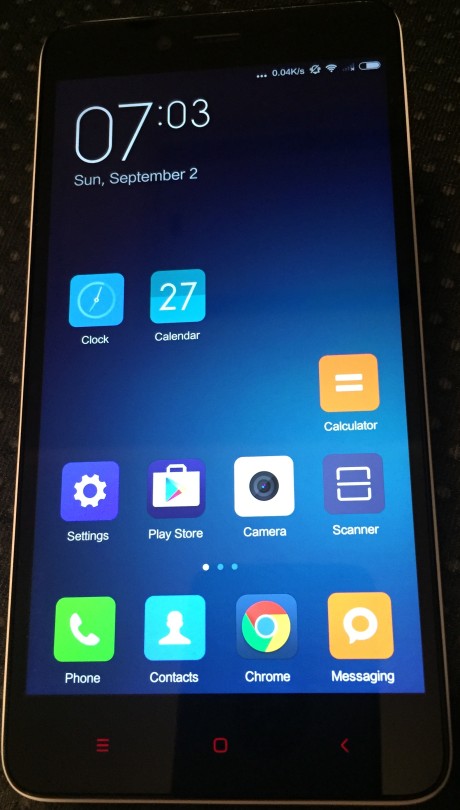 ... 0.04K/s
07:03
Sun, September 2
27
Clock
Calendar
Calculator
Settings
Play Store
Camera
Scanner
Phone
Contacts
Chrome
Messaging